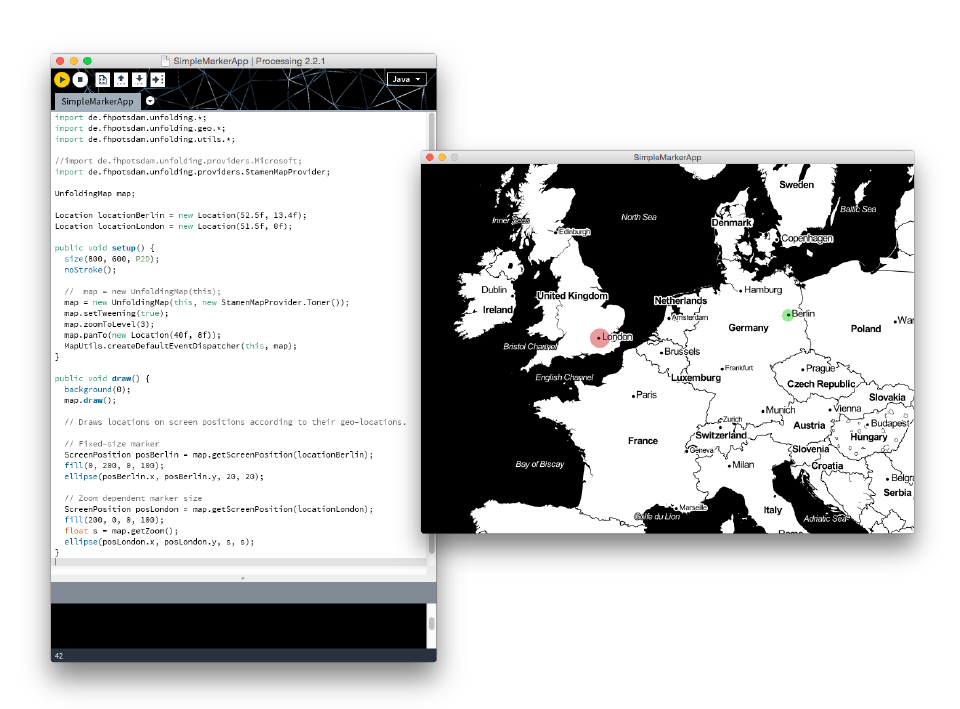 SimpleMarkerApp | Processing 2.2.1
Java
SimpleMarkerApp
import de.fhpotsdam.unfolding.*;
import de.fhpotsdam.unfolding.geo.*;
import de.fhpotsdam.unfolding.utils.*;
//import de.fhpotsdam.unfolding.providers.Microsoft;
import de.fhpotsdam.unfolding.providers.StamenMapProvider;
UnfoldingMap map;
Location locationBerlin = new Location(52.5f, 13.4f);
Location locationLondon = new Location(51.5f, 0f);
public void setup() {
size(800, 600, P2D);
noStroke();
//  map = new UnfoldingMap(this);
map = new UnfoldingMap(this, new StamenMapProvider.Toner());
map.setTweening(true);
map.zoomToLevel(3);
map.panTo(new Location(40f, 8f));
MapUtils.createDefaultEventDispatcher(this, map);
}
public void draw() {
background(0);
map.draw();
// Draws locations on screen positions according to their geo-locations.
// Fixed-size marker
ScreenPosition posBerlin = map.getScreenPosition(locationBerlin);
fill(0, 200, 0, 100);
ellipse(posBerlin.x, posBerlin.y, 20, 20);
// Zoom dependent marker size
ScreenPosition posLondon = map.getScreenPosition(locationLondon);
fill(200, 0, 0, 100);
float s = map.getZoom();
ellipse(posLondon.x, posLondon.y, s, s);
}
42
SimpleMarkerApp
Sweden
Baltic Sea
North Sea
Inner Seas
Denmark
Edinburgh
Copenhagen
Dublin
Hamburg
United Kingdom
Netherlands
Ireland
Amsterdam
Berlin
War
Germany
Poland
London
Bristol Channel
Brussels
Frankfurt
Prague
English Channel
Luxemburg
Czech Republic
Paris
Slovakia
Munich
Vienna
Zurich
Austria
Budapest
France
Switzerland
Hungary
Geneva
Slovenia
Bay of Biscay
Milan
Croatia
Belgr
Serbia
Marseille
Italy
Golfe du Lion
Adriatic Sea
Rome